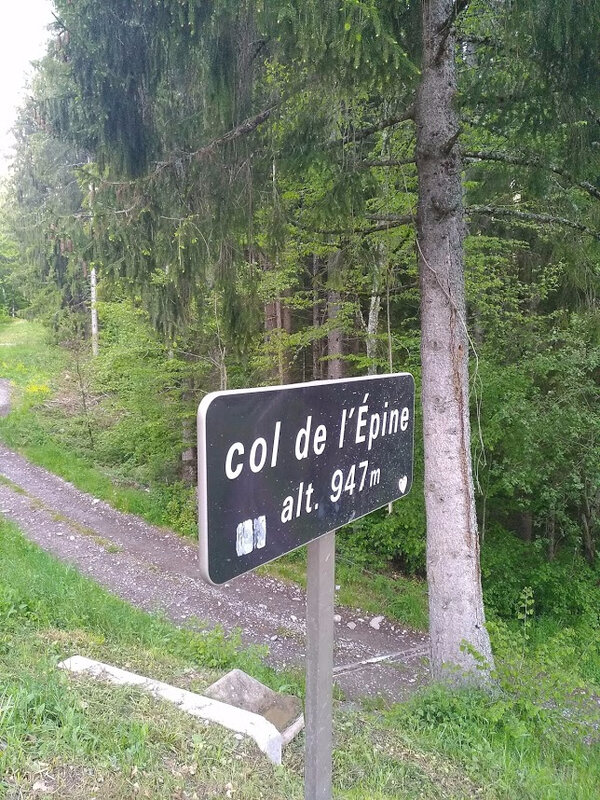 col de l'Épine
alt. 947m